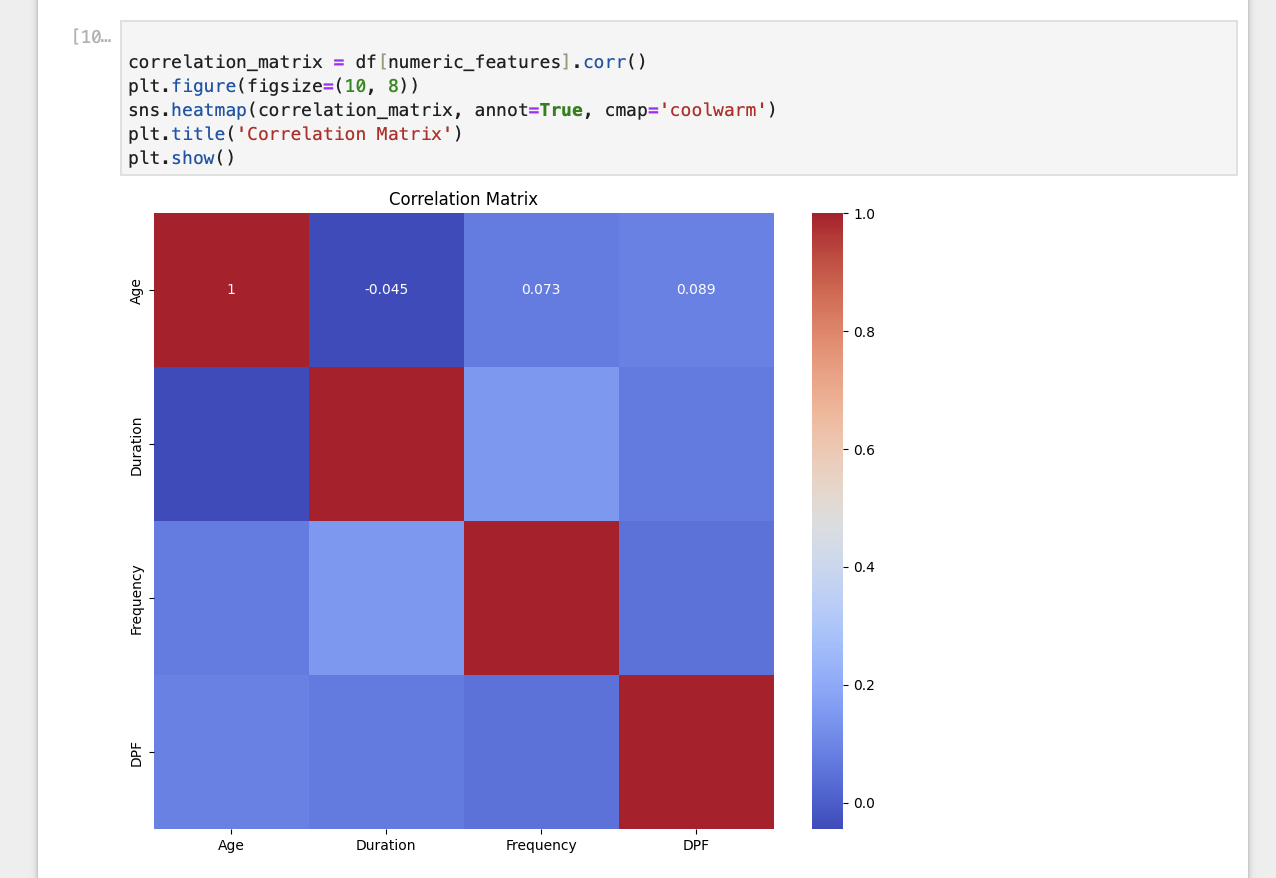 [10…
correlation_matrix = df[numeric_features].corr()
plt.figure(figsize=(10, 8))
sns.heatmap(correlation_matrix, annot=True, cmap='coolwarm')
plt.title('Correlation Matrix')
plt.show()
Correlation Matrix
Age
1 -0.045 0.073 0.089
Duration
Frequency
DPF
Age Duration Frequency DPF
1.0
0.8
0.6
0.4
0.2
0.0